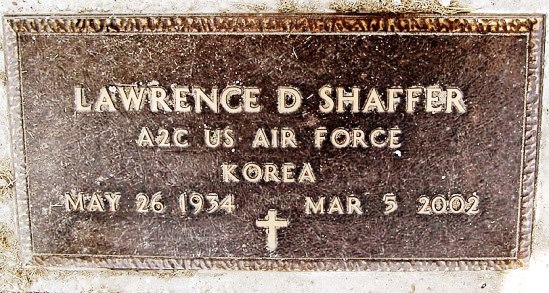 LAWRENCE D SHAFFER
A2C US AIR FORCE
KOREA
MAY 26 1934 MAR 5 2002